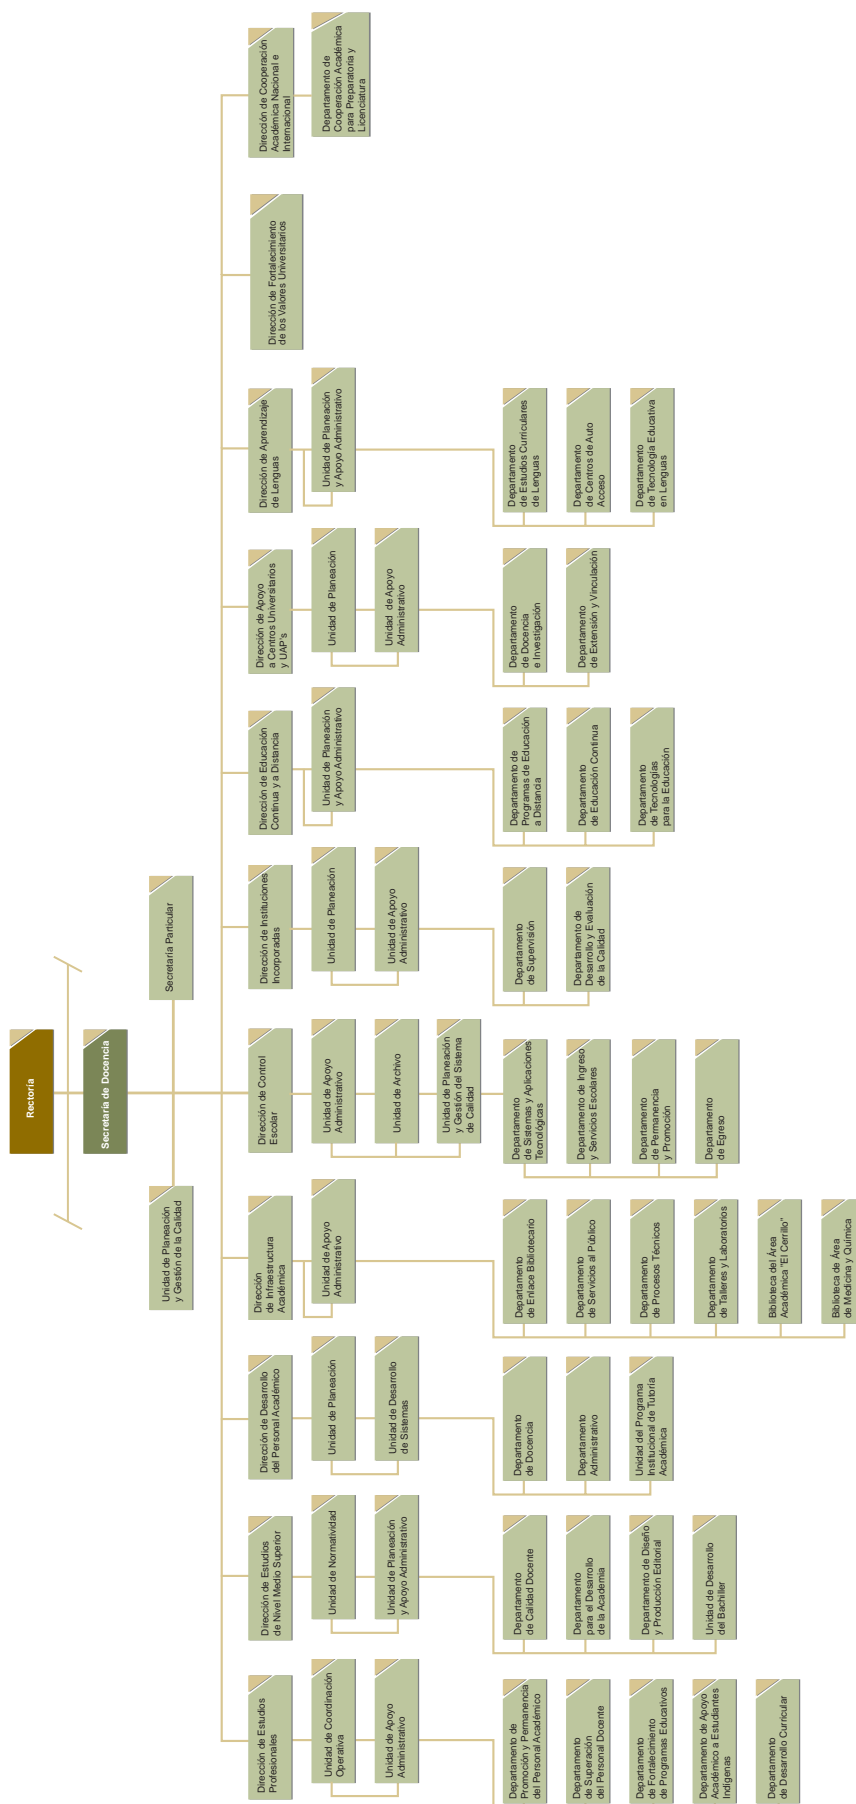 Rectoría
Secretaría de Docencia
Unidad de Planeación
y Gestión de la Calidad
Secretaría Particular
Dirección de Estudios
Profesionales
Unidad de Coordinación
Operativa
Unidad de Apoyo
Administrativo
Departamento de
Promoción y Permanencia
del Personal Académico
Departamento
de Superación
del Personal Docente
Departamento
de Fortalecimiento
de Programas Educativos
Departamento de Apoyo
Académico a Estudiantes
Indígenas
Departamento
de Desarrollo Curricular
Dirección de Estudios
de Nivel Medio Superior
Unidad de Normatividad
Unidad de Planeación
y Apoyo Administrativo
Departamento
de Calidad Docente
Departamento
para el Desarrollo
de la Academia
Departamento de Diseño
y Producción Editorial
Unidad de Desarrollo
del Bachiller
Dirección de Desarrollo
del Personal Académico
Unidad de Planeación
Unidad de Desarrollo
de Sistemas
Departamento
de Docencia
Departamento
Administrativo
Unidad del Programa
Institucional de Tutoría
Académica
Dirección
de Infraestructura
Académica
Unidad de Apoyo
Administrativo
Departamento
de Enlace Bibliotecario
Departamento
de Servicios al Público
Departamento
de Procesos Técnicos
Departamento
de Talleres y Laboratorios
Biblioteca del Área
Académica "El Cerrillo"
Biblioteca de Área
de Medicina y Química
Dirección de Control
Escolar
Unidad de Apoyo
Administrativo
Unidad de Archivo
Unidad de Planeación
y Gestión del Sistema
de Calidad
Departamento
de Sistemas y Aplicaciones
Tecnológicas
Departamento de Ingreso
y Servicios Escolares
Departamento
de Permanencia
y Promoción
Departamento
de Egreso
Dirección de Instituciones
Incorporadas
Unidad de Planeación
Unidad de Apoyo
Administrativo
Departamento
de Supervisión
Departamento de
Desarrollo y Evaluación
de la Calidad
Dirección de Educación
Continua y a Distancia
Unidad de Planeación
y Apoyo Administrativo
Departamento de
Programas de Educación
a Distancia
Departamento
de Educación Continua
Departamento
de Tecnologías
para la Educación
Dirección de Apoyo
a Centros Universitarios
y UAP's
Unidad de Planeación
Unidad de Apoyo
Administrativo
Departamento
de Docencia
e Investigación
Departamento
de Extensión y Vinculación
Dirección de Aprendizaje
de Lenguas
Unidad de Planeación
y Apoyo Administrativo
Departamento
de Estudios Curriculares
de Lenguas
Departamento
de Centros de Auto
Acceso
Departamento
de Tecnología Educativa
en Lenguas
Dirección de Fortalecimiento
de los Valores Universitarios
Dirección de Cooperación
Académica Nacional e
Internacional
Departamento de
Cooperación Académica
para Preparatoria y
Licenciatura